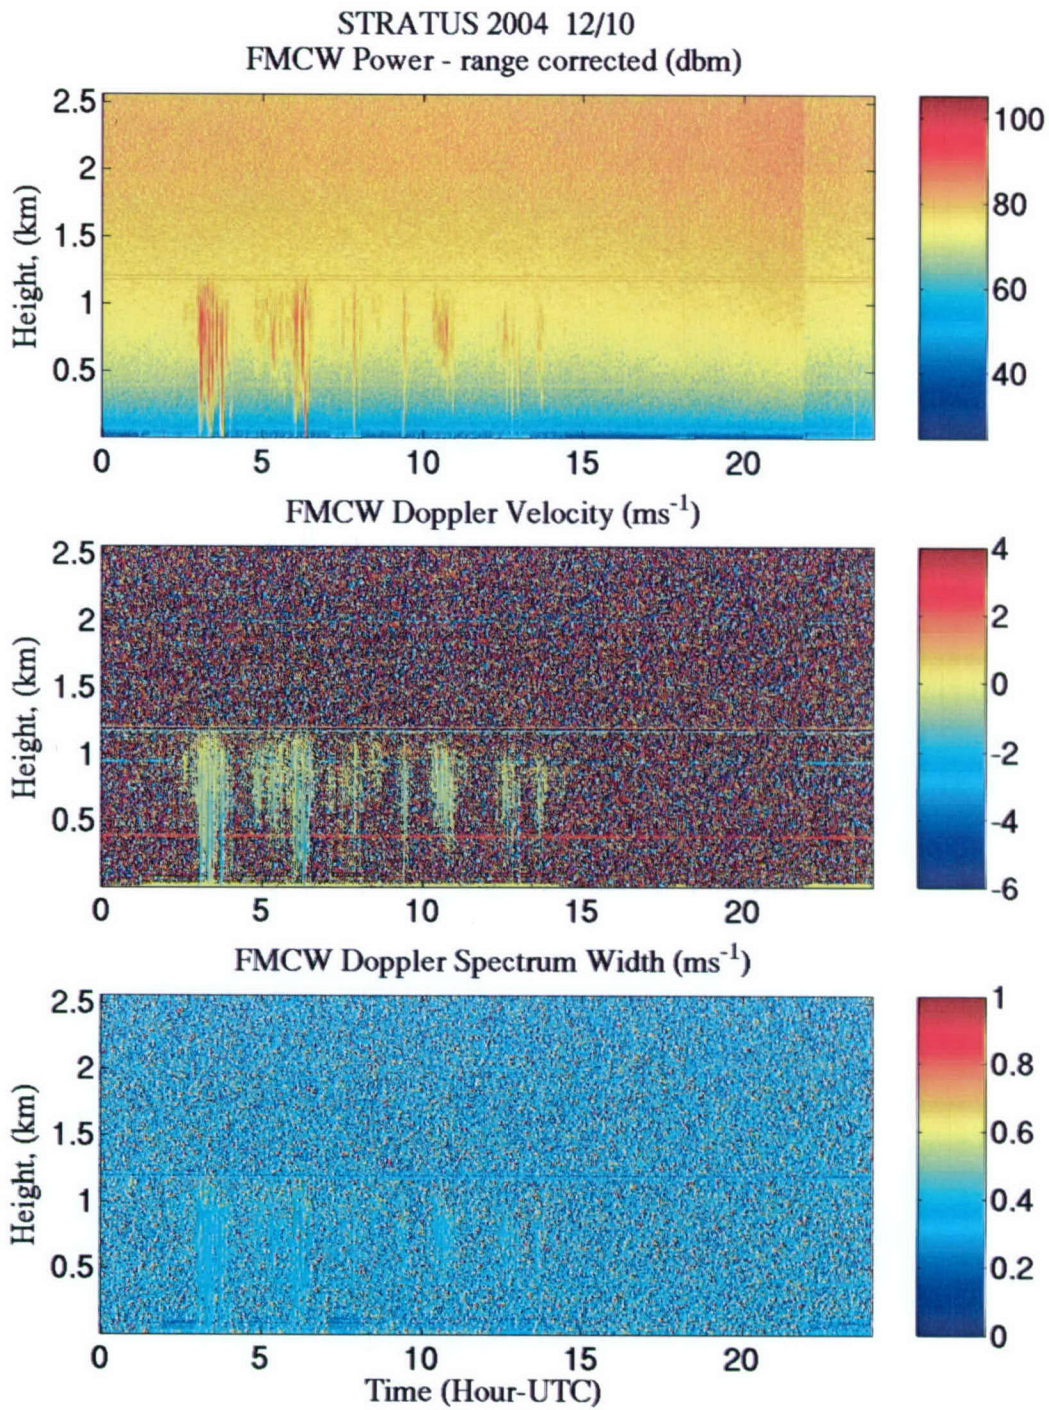 STRATUS 2004 12/10
FMCW Power - range corrected (dbm)
Height, (km)
2.5
2
1.5
1
0.5
0 5 10 15 20
100
80
60
40
FMCW Doppler Velocity (ms⁻¹)
Height, (km)
2.5
2
1.5
1
0.5
0 5 10 15 20
4
2
0
-2
-4
-6
FMCW Doppler Spectrum Width (ms⁻¹)
Height, (km)
2.5
2
1.5
1
0.5
0 5 10 15 20
1
0.8
0.6
0.4
0.2
0
Time (Hour-UTC)